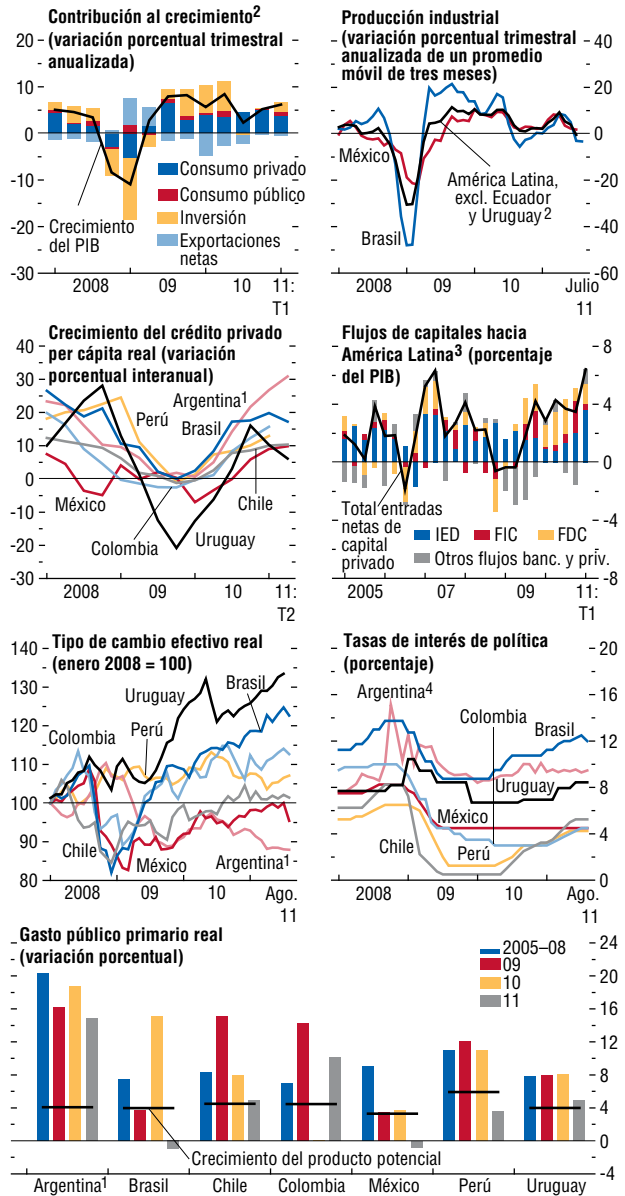 Contribución al crecimiento²
(variación porcentual trimestral
anualizada)
20
10
0
-10
-20
-30
Consumo privado
Consumo público
Inversión
Exportaciones
netas
Crecimiento
del PIB
2008 09 10 11:
T1
Producción industrial
(variación porcentual trimestral
anualizada de un promedio
móvil de tres meses)
40
20
0
-20
-40
-60
México
América Latina,
excl. Ecuador
y Uruguay²
Brasil
2008 09 10 Julio
11
Crecimiento del crédito privado
per cápita real (variación
porcentual interanual)
40
30
20
10
0
-10
-20
-30
Argentina¹
Perú
Brasil
México
Chile
Colombia
Uruguay
2008 09 10 11:
T2
Flujos de capitales hacia
América Latina³ (porcentaje
del PIB)
8
4
0
-4
-8
Total entradas
netas de
capital
privado
IED FIC FDC
Otros flujos banc. y priv.
2005 07 09 11:
T1
Tipo de cambio efectivo real
(enero 2008 = 100)
140
130
120
110
100
90
80
Brasil
Uruguay
Colombia
Perú
Chile
México
Argentina¹
2008 09 10 Ago.
11
Tasas de interés de política
(porcentaje)
20
16
12
8
4
0
Argentina⁴
Colombia
Brasil
Uruguay
México
Perú
Chile
2008 09 10 Ago.
11
Gasto público primario real
(variación porcentual)
2005–08
09
10
11
24
20
16
12
8
4
0
-4
Crecimiento del producto potencial
Argentina¹ Brasil Chile Colombia México Perú Uruguay